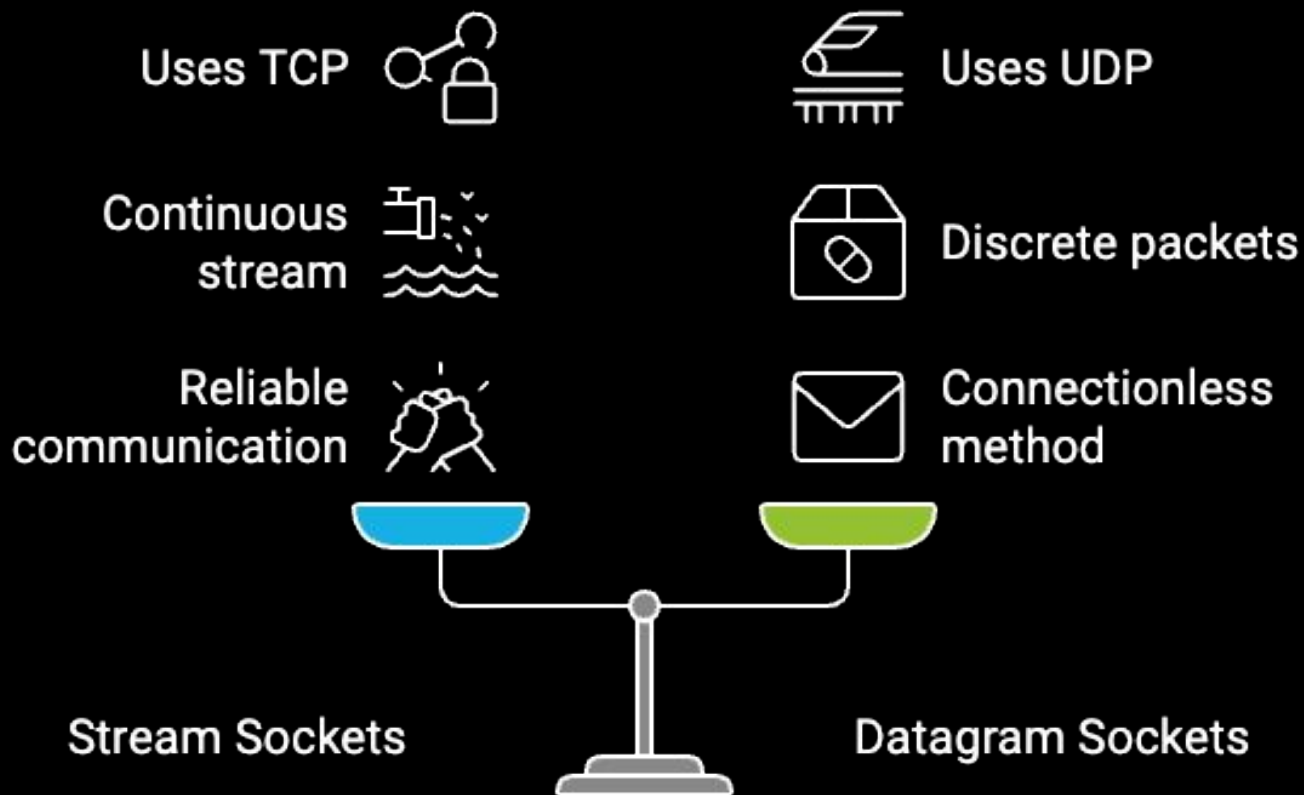 Uses TCP
Uses UDP
Continuous
stream
Discrete packets
Reliable
communication
Connectionless
method
Stream Sockets
Datagram Sockets